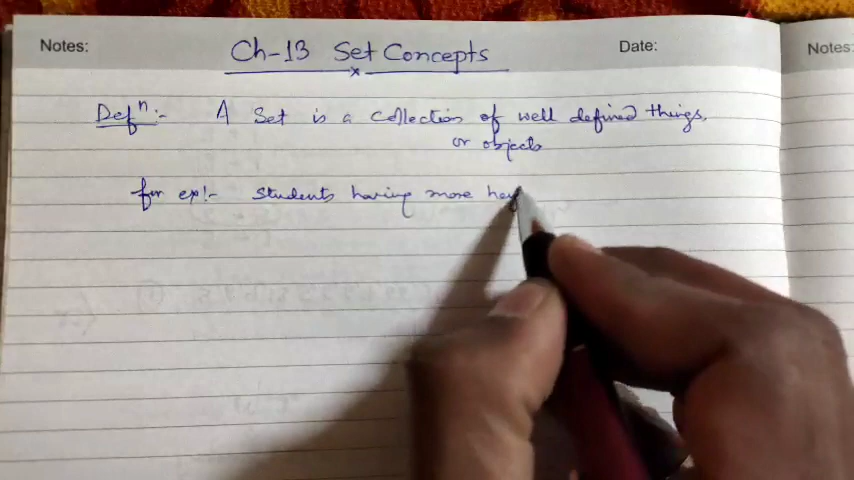 Notes:
Ch-13 Set Concepts
Date:
Notes:
Defn:- A Set is a collection of well defined things.
or objects
for ex:- students having more